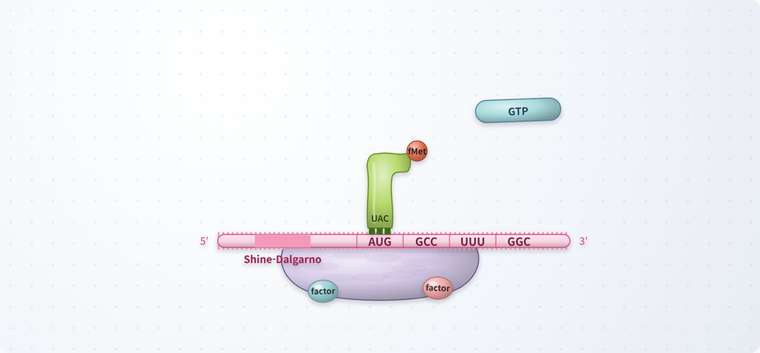 GTP
fMet
UAC
5' AUG GCC UUU GGC 3'
Shine-Dalgarno
factor factor